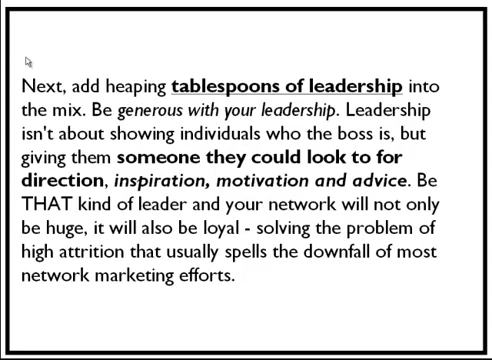 Next, add heaping tablespoons of leadership into
the mix. Be generous with your leadership. Leadership
isn't about showing individuals who the boss is, but
giving them someone they could look to for
direction, inspiration, motivation and advice. Be
THAT kind of leader and your network will not only
be huge, it will also be loyal - solving the problem of
high attrition that usually spells the downfall of most
network marketing efforts.